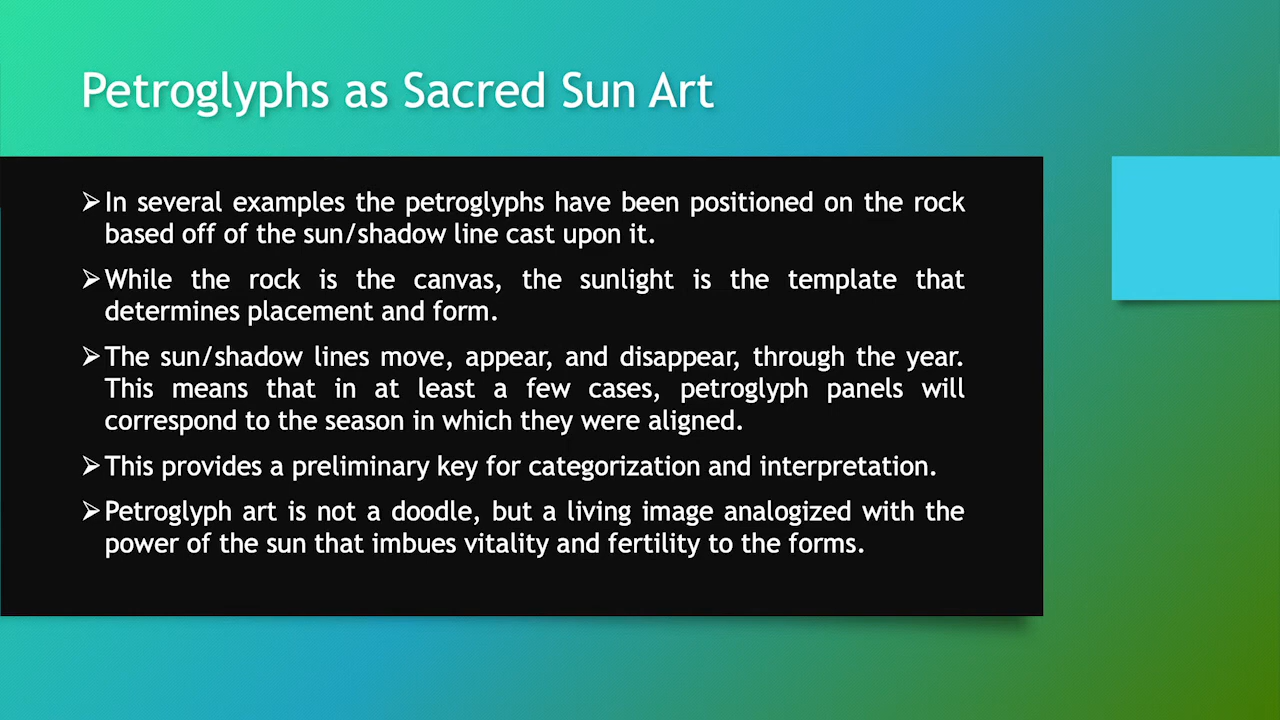 Petroglyphs as Sacred Sun Art
➢In several examples the petroglyphs have been positioned on the rock
based off of the sun/shadow line cast upon it.
➢While the rock is the canvas, the sunlight is the template that
determines placement and form.
➢The sun/shadow lines move, appear, and disappear, through the year.
This means that in at least a few cases, petroglyph panels will
correspond to the season in which they were aligned.
➢This provides a preliminary key for categorization and interpretation.
➢Petroglyph art is not a doodle, but a living image analogized with the
power of the sun that imbues vitality and fertility to the forms.